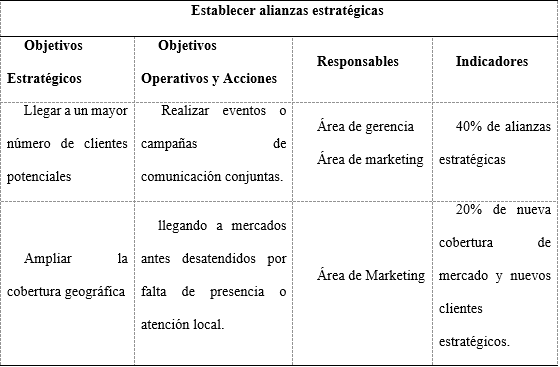 Establecer alianzas estratégicas
Objetivos
Estratégicos
Objetivos
Operativos y Acciones
Responsables
Indicadores
Llegar a un mayor
número de clientes
potenciales
Realizar eventos o
campañas de
comunicación conjuntas.
Área de gerencia
Área de marketing
40% de alianzas
estratégicas
Ampliar la
cobertura geográfica
llegando a mercados
antes desatendidos por
falta de presencia o
atención local.
Área de Marketing
20% de nueva
cobertura de
mercado y nuevos
clientes
estratégicos.